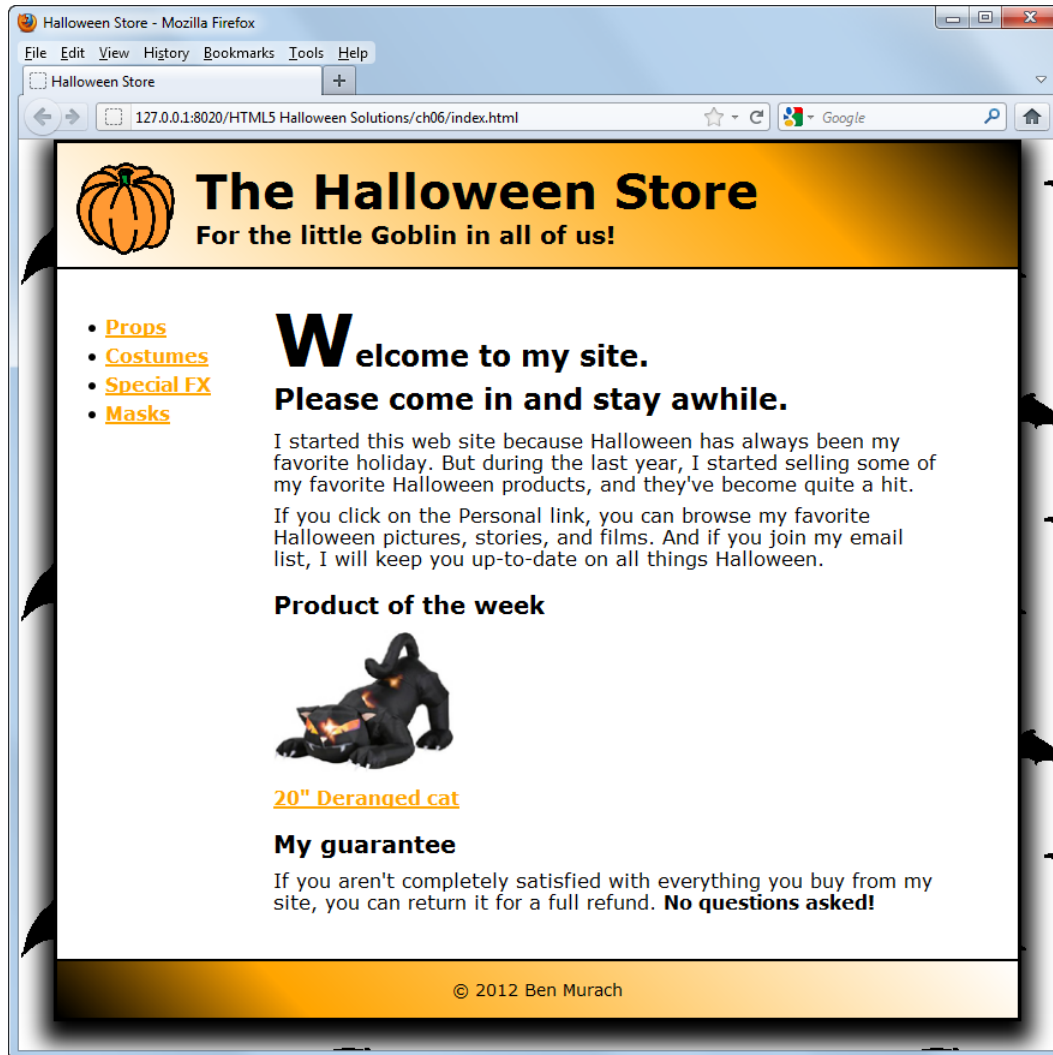 Halloween Store - Mozilla Firefox
File Edit View History Bookmarks Tools Help
Halloween Store
127.0.0.1:8020/HTML5 Halloween Solutions/ch06/index.html
Google
The Halloween Store
For the little Goblin in all of us!
Props
Costumes
Special FX
Masks
Welcome to my site.
Please come in and stay awhile.
I started this web site because Halloween has always been my
favorite holiday. But during the last year, I started selling some of
my favorite Halloween products, and they've become quite a hit.
If you click on the Personal link, you can browse my favorite
Halloween pictures, stories, and films. And if you join my email
list, I will keep you up-to-date on all things Halloween.
Product of the week
20" Deranged cat
My guarantee
If you aren't completely satisfied with everything you buy from my
site, you can return it for a full refund. No questions asked!
© 2012 Ben Murach